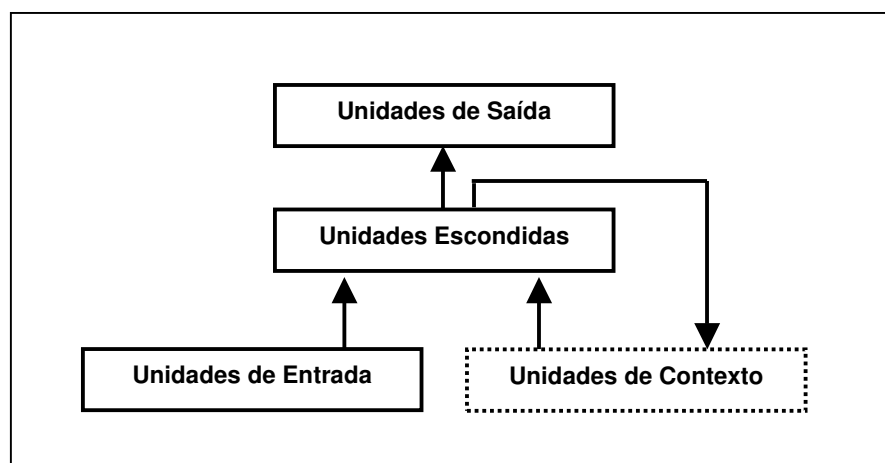 Unidades de Saída
Unidades Escondidas
Unidades de Entrada
Unidades de Contexto